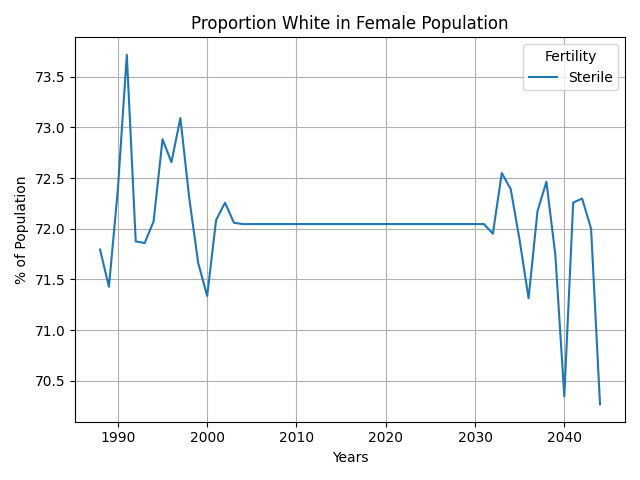 Proportion White in Female Population
Fertility
Sterile
% of Population
73.5
73.0
72.5
72.0
71.5
71.0
70.5
1990 2000 2010 2020 2030 2040
Years